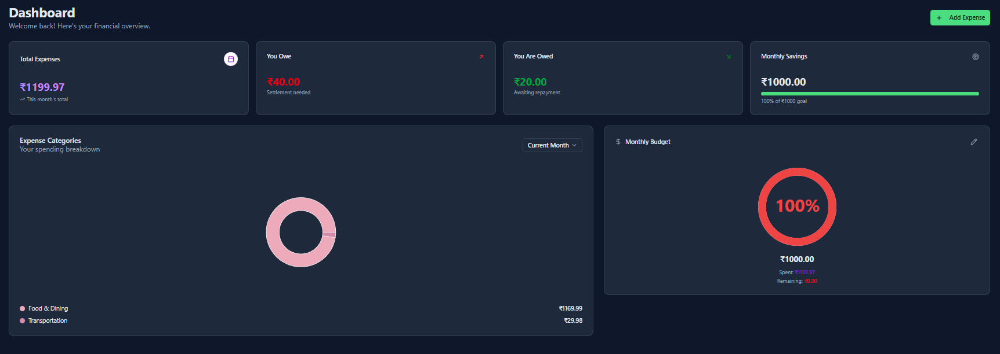 Dashboard
Welcome back! Here's your financial overview.
+ Add Expense
Total Expenses
₹1199.97
This month's total
You Owe
₹40.00
Settlement needed
You Are Owed
₹20.00
Awaiting repayment
Monthly Savings
₹1000.00
100% of ₹1000 goal
Expense Categories
Your spending breakdown
Current Month
Food & Dining ₹1169.99
Transportation ₹29.98
$ Monthly Budget
100%
₹1000.00
Spent: ₹1199.97
Remaining: ₹0.00